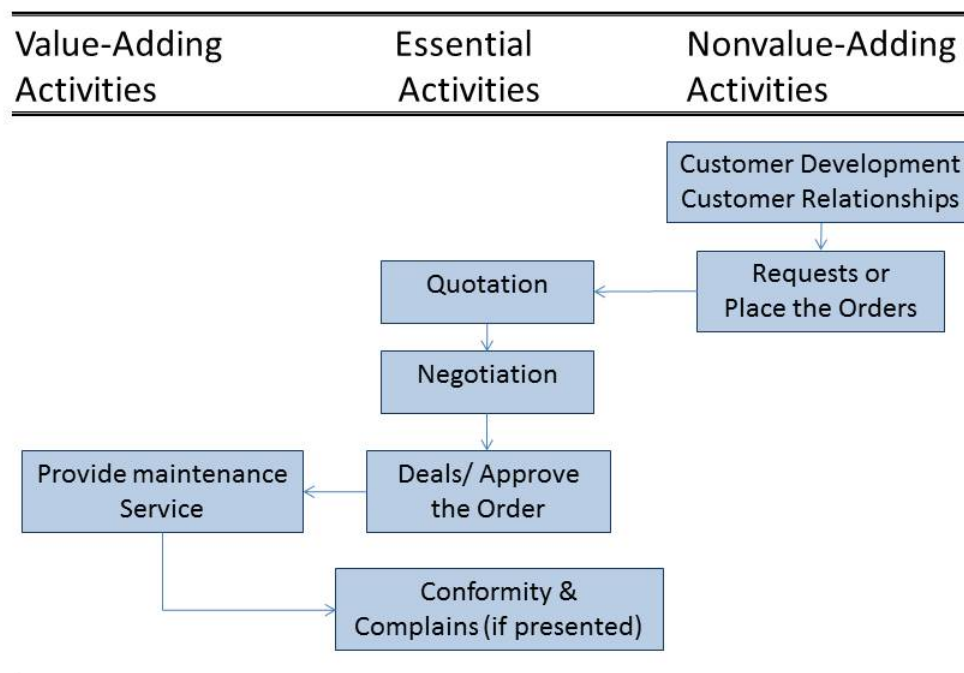 Value-Adding
Activities
Essential
Activities
Nonvalue-Adding
Activities
Customer Development
Customer Relationships
Requests or
Place the Orders
Quotation
Negotiation
Deals/ Approve
the Order
Provide maintenance
Service
Conformity &
Complains (if presented)